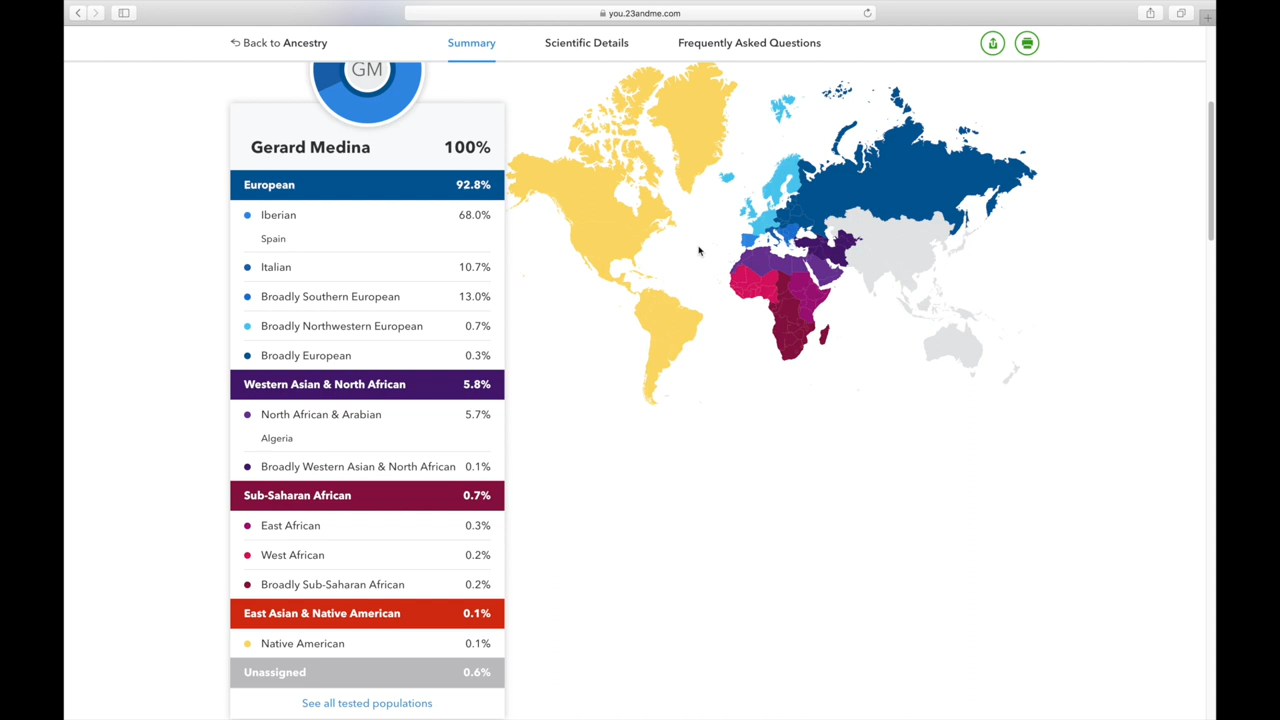 you.23andme.com
Back to Ancestry
Summary
Scientific Details
Frequently Asked Questions
GM
Gerard Medina 100%
European 92.8%
Iberian 68.0%
Spain
Italian 10.7%
Broadly Southern European 13.0%
Broadly Northwestern European 0.7%
Broadly European 0.3%
Western Asian & North African 5.8%
North African & Arabian 5.7%
Algeria
Broadly Western Asian & North African 0.1%
Sub-Saharan African 0.7%
East African 0.3%
West African 0.2%
Broadly Sub-Saharan African 0.2%
East Asian & Native American 0.1%
Native American 0.1%
Unassigned 0.6%
See all tested populations